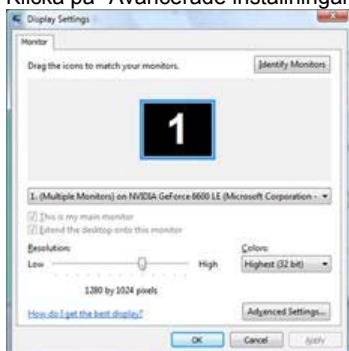 Klicka på "Avancerade inställningar
Display Settings
Monitor
Drag the icons to match your monitors.
Identify Monitors
1
1. (Multiple Monitors) on NVIDIA GeForce 6600 LE (Microsoft Corporation -
This is my main monitor
Extend the desktop onto this monitor
Resolution:
Colors:
Low
High
Highest (32 bit)
1280 by 1024 pixels
How do I get the best display?
Advanced Settings...
OK
Cancel
Apply